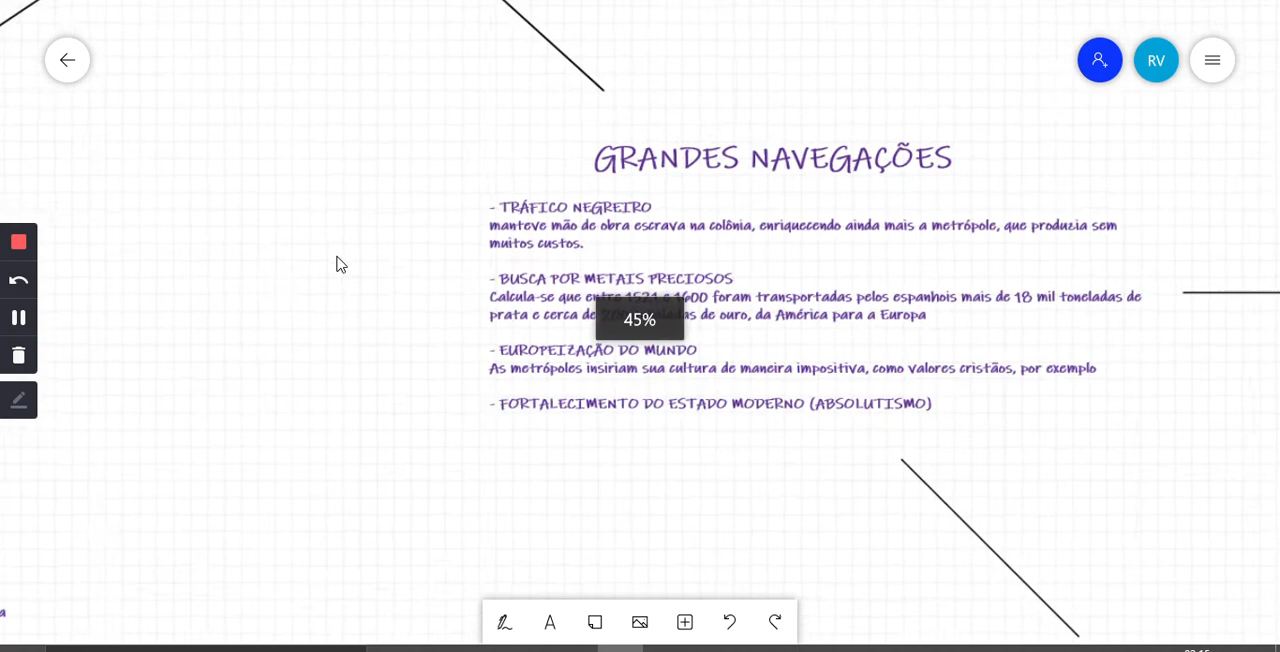 RV
GRANDES NAVEGAÇÕES
- TRÁFICO NEGREIRO
manteve mão de obra escrava na colônia, enriquecendo ainda mais a metrópole, que produzia sem
muitos custos.
- BUSCA POR METAIS PRECIOSOS
Calcula-se que entre 1521 e 1600 foram transportadas pelos espanhois mais de 18 mil toneladas de
prata e cerca de de ouro, da América para a Europa
45%
- EUROPEIZAÇÃO DO MUNDO
As metrópoles insiriam sua cultura de maneira impositiva, como valores cristãos, por exemplo
- FORTALECIMENTO DO ESTADO MODERNO (ABSOLUTISMO)
a